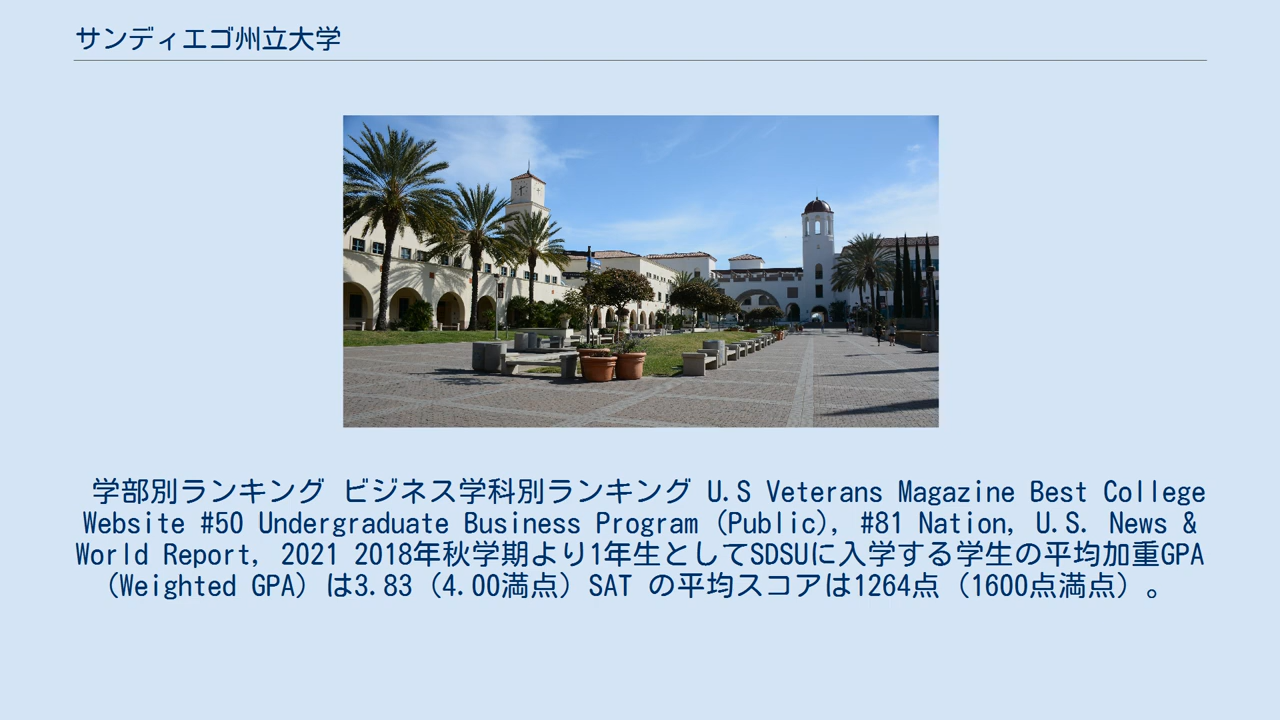 サンディエゴ州立大学
学部別ランキング ビジネス学科別ランキング U.S Veterans Magazine Best College
Website #50 Undergraduate Business Program (Public), #81 Nation, U.S. News &
World Report, 2021 2018年秋学期より1年生としてSDSUに入学する学生の平均加重GPA
（Weighted GPA）は3.83（4.00満点）SAT の平均スコアは1264点（1600点満点）。